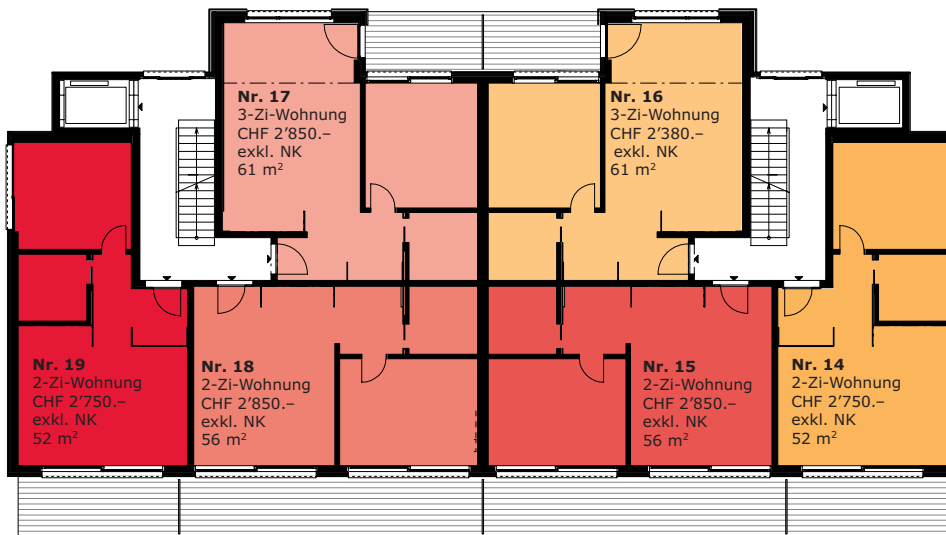 Nr. 17
3-Zi-Wohnung
CHF 2’850.–
exkl. NK
61 m²
Nr. 16
3-Zi-Wohnung
CHF 2’380.–
exkl. NK
61 m²
Nr. 19
2-Zi-Wohnung
CHF 2’750.–
exkl. NK
52 m²
Nr. 18
2-Zi-Wohnung
CHF 2’850.–
exkl. NK
56 m²
Nr. 15
2-Zi-Wohnung
CHF 2’850.–
exkl. NK
56 m²
Nr. 14
2-Zi-Wohnung
CHF 2’750.–
exkl. NK
52 m²